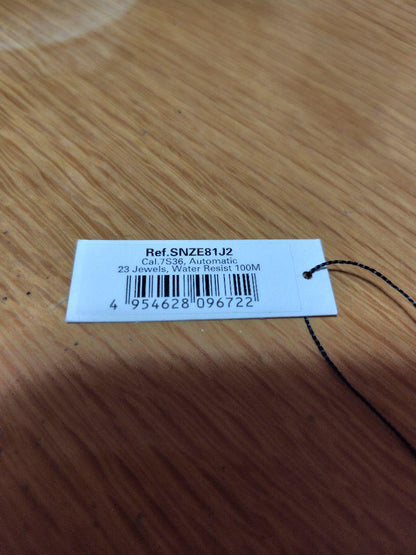 Ref.SNZE81J2
Cal.7S36, Automatic
23 Jewels, Water Resist 100M
4 954628 096722